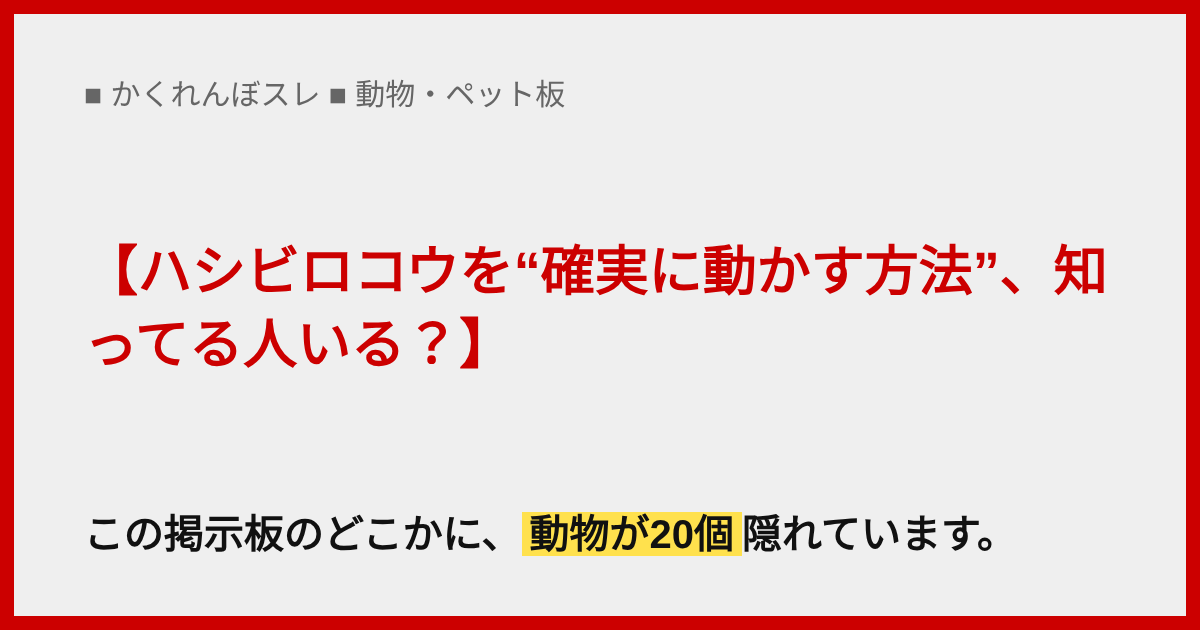 ■ かくれんぼスレ ■ 動物・ペット板
【ハシビロコウを“確実に動かす方法”、知
ってる人いる？】
この掲示板のどこかに、動物が20個隠れています。